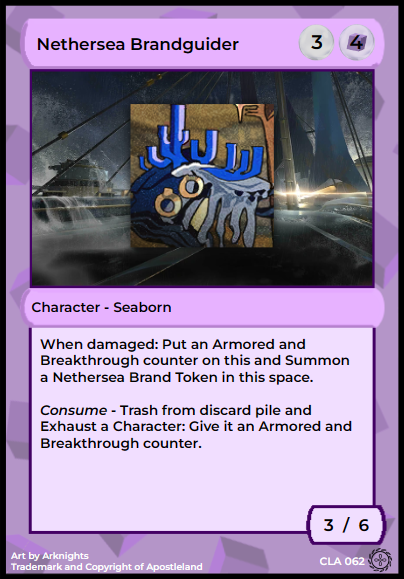 Nethersea Brandguider
3 4
Character - Seaborn
When damaged: Put an Armored and
Breakthrough counter on this and Summon
a Nethersea Brand Token in this space.
Consume - Trash from discard pile and
Exhaust a Character: Give it an Armored and
Breakthrough counter.
3 / 6
Art by Arknights
Trademark and Copyright of Apostleland
CLA 062